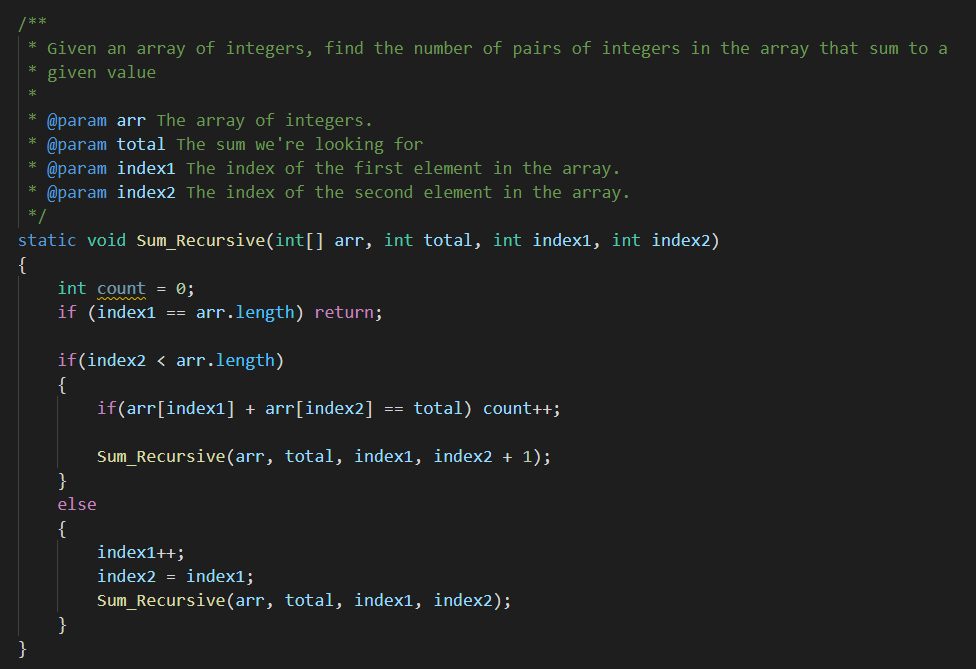 /**
 * Given an array of integers, find the number of pairs of integers in the array that sum to a
 * given value
 *
 * @param arr The array of integers.
 * @param total The sum we're looking for
 * @param index1 The index of the first element in the array.
 * @param index2 The index of the second element in the array.
 */
static void Sum_Recursive(int[] arr, int total, int index1, int index2)
{
    int count = 0;
    if (index1 == arr.length) return;

    if(index2 < arr.length)
    {
        if(arr[index1] + arr[index2] == total) count++;

        Sum_Recursive(arr, total, index1, index2 + 1);
    }
    else
    {
        index1++;
        index2 = index1;
        Sum_Recursive(arr, total, index1, index2);
    }
}